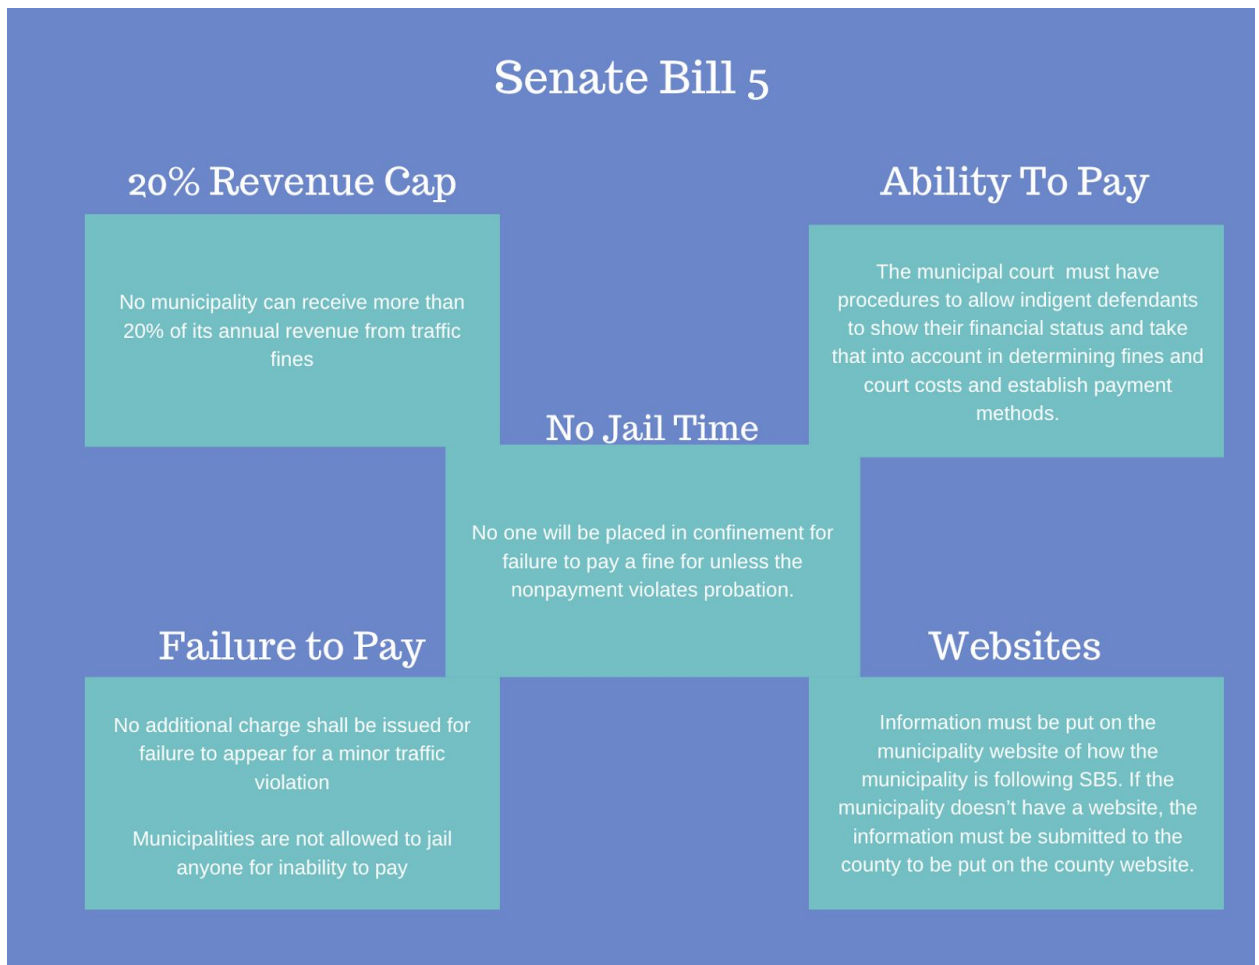 Senate Bill 5
20% Revenue Cap
No municipality can receive more than
20% of its annual revenue from traffic
fines
Ability To Pay
The municipal court  must have
procedures to allow indigent defendants
to show their financial status and take
that into account in determining fines and
court costs and establish payment
methods.
No Jail Time
No one will be placed in confinement for
failure to pay a fine for unless the
nonpayment violates probation.
Failure to Pay
No additional charge shall be issued for
failure to appear for a minor traffic
violation
Municipalities are not allowed to jail
anyone for inability to pay
Websites
Information must be put on the
municipality website of how the
municipality is following SB5. If the
municipality doesn’t have a website, the
information must be submitted to the
county to be put on the county website.